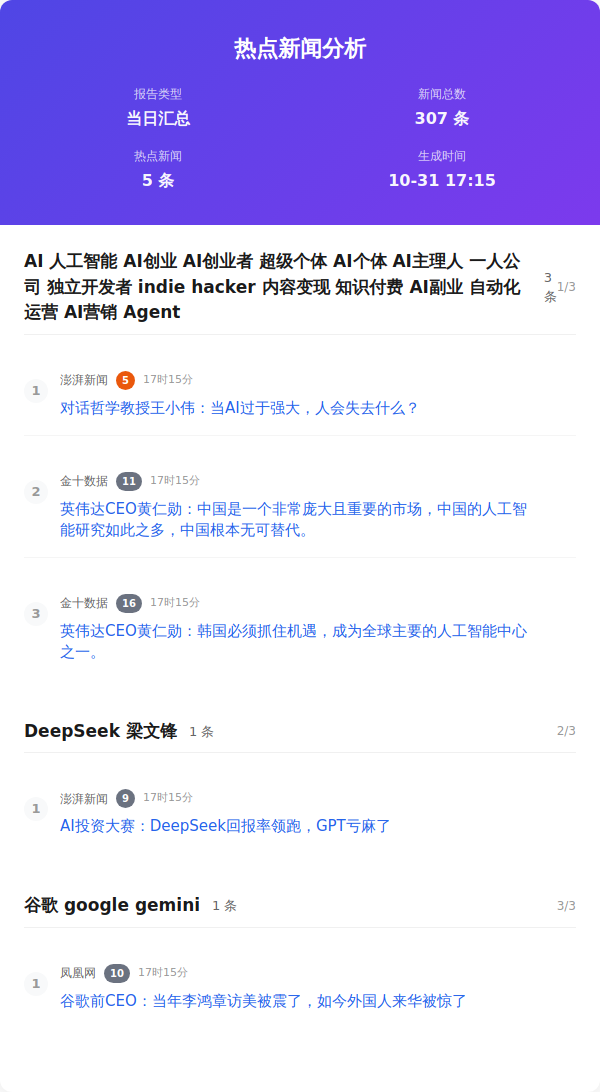 热点新闻分析
报告类型
新闻总数
当日汇总
307 条
热点新闻
生成时间
5 条
10-31 17:15
AI 人工智能 AI创业 AI创业者 超级个体 AI个体 AI主理人 一人公
司 独立开发者 indie hacker 内容变现 知识付费 AI副业 自动化
运营 AI营销 Agent
3
条
1/3
1
澎湃新闻 5 17时15分
对话哲学教授王小伟：当AI过于强大，人会失去什么？
2
金十数据 11 17时15分
英伟达CEO黄仁勋：中国是一个非常庞大且重要的市场，中国的人工智
能研究如此之多，中国根本无可替代。
3
金十数据 16 17时15分
英伟达CEO黄仁勋：韩国必须抓住机遇，成为全球主要的人工智能中心
之一。
DeepSeek 梁文锋 1 条 2/3
1
澎湃新闻 9 17时15分
AI投资大赛：DeepSeek回报率领跑，GPT亏麻了
谷歌 google gemini 1 条 3/3
1
凤凰网 10 17时15分
谷歌前CEO：当年李鸿章访美被震了，如今外国人来华被惊了